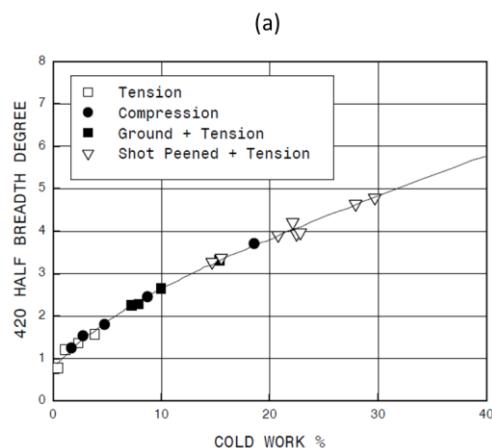 (a)
420 HALF BREADTH DEGREE
8
7
6
5
4
3
2
1
0
Tension
Compression
Ground + Tension
Shot Peened + Tension
0 10 20 30 40
COLD WORK %